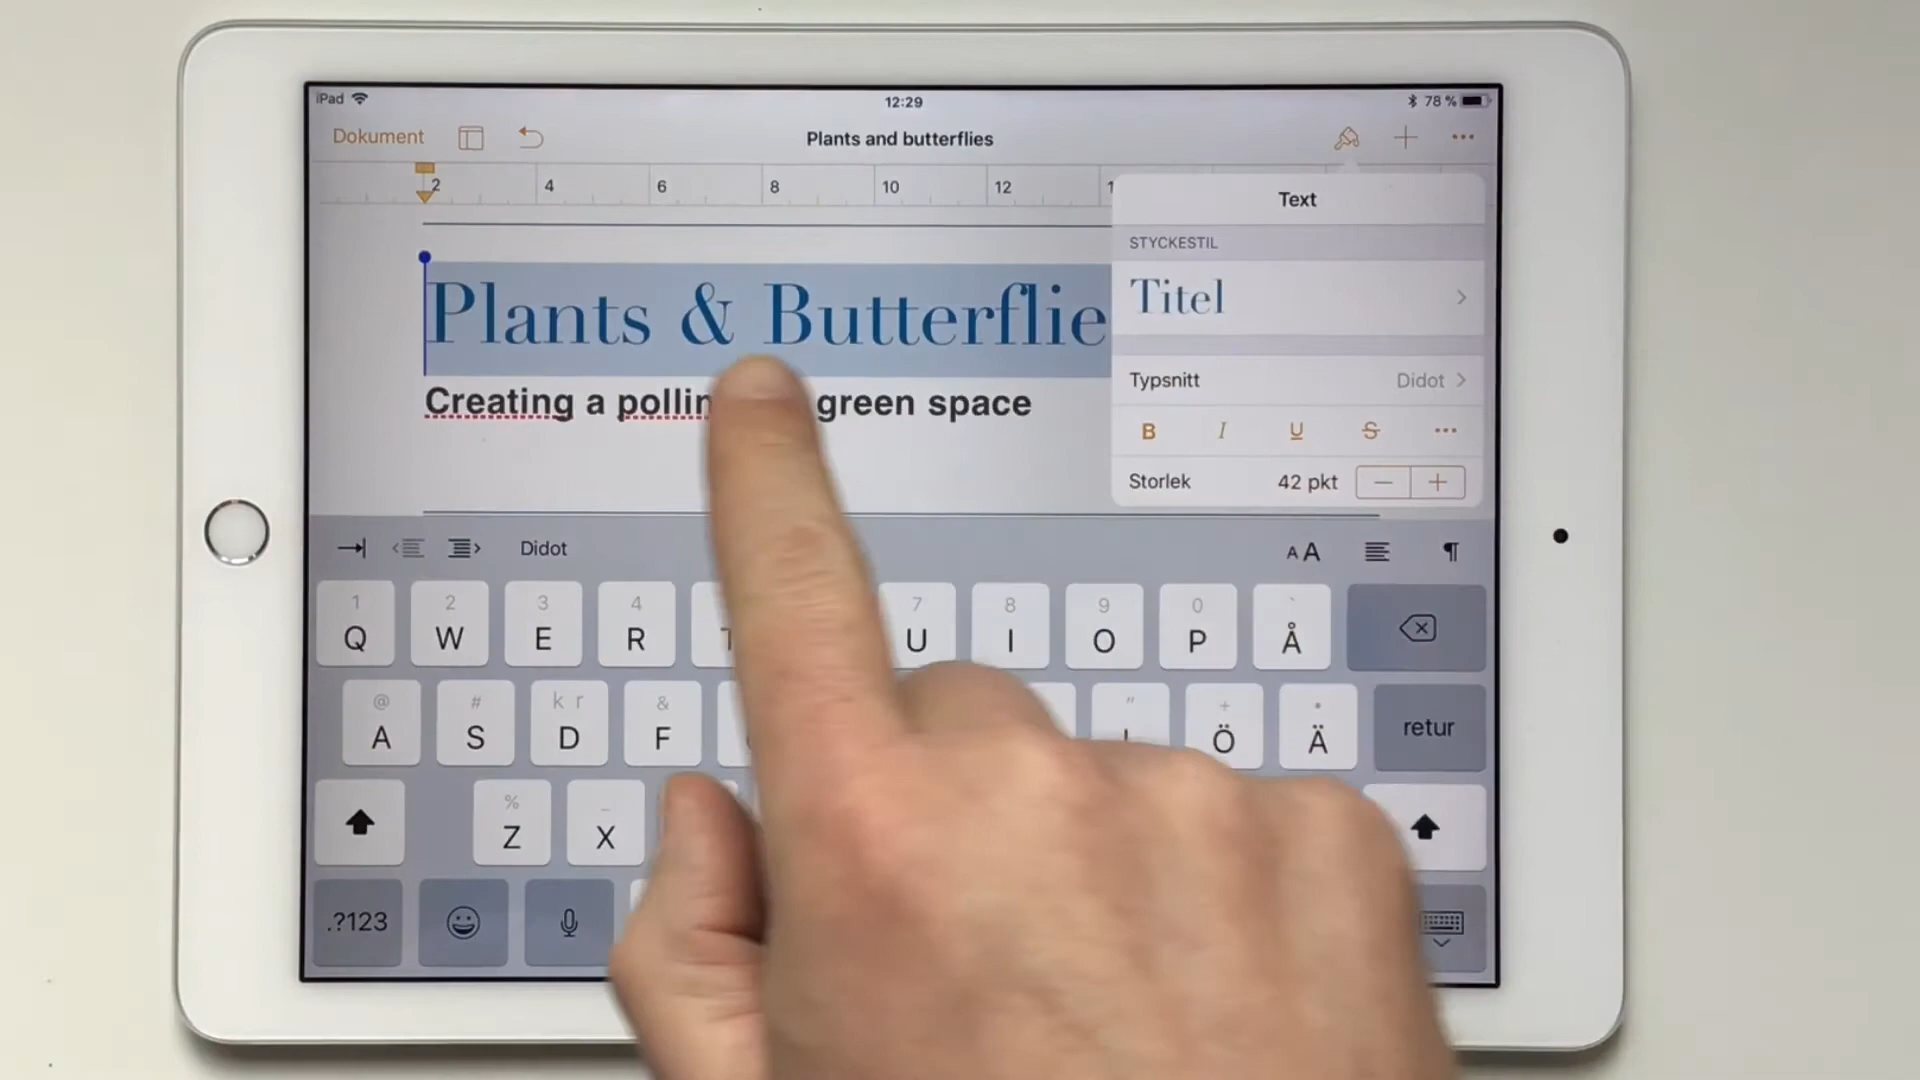 iPad 12:29 78 %
Dokument Plants and butterflies
2 4 6 8 10 12
Text
STYCKESTIL
Titel
Plants & Butterflie
Typsnitt Didot
Creating a green space
B I U S
Storlek 42 pkt − +
Didot AA ¶
1 2 3 4 7 8 9 0 `
Q W E R T U I O P Å
@ # k r & " + •
A S D F L Ö Ä retur
% _
Z X
.?123